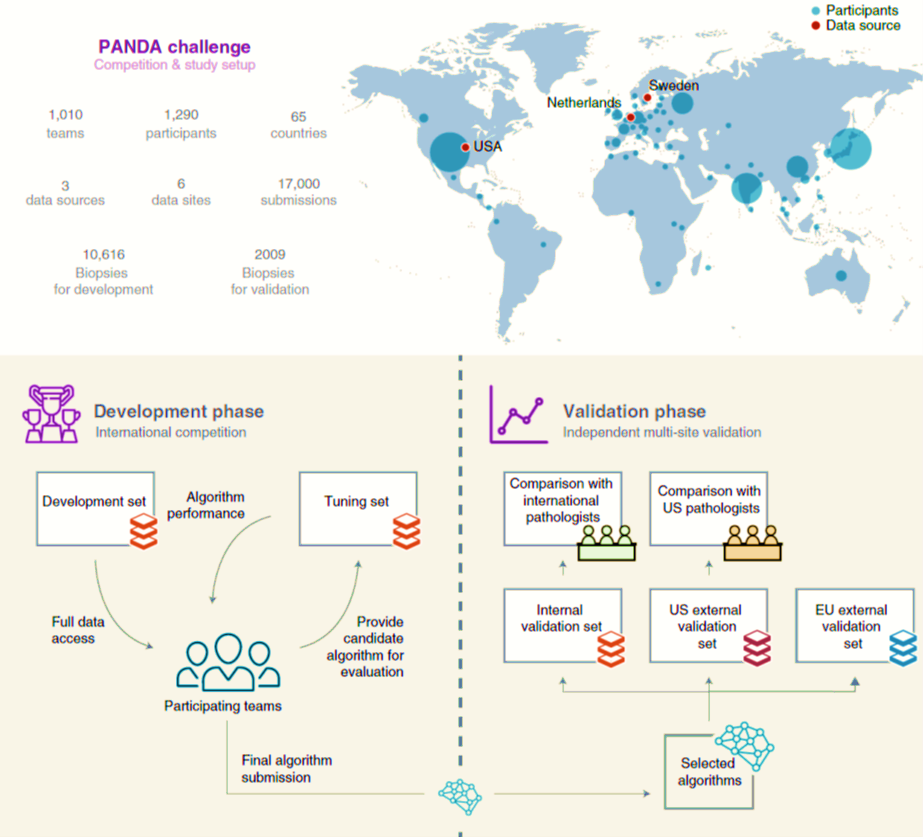 Participants
Data source
PANDA challenge
Competition & study setup
1,010
teams
1,290
participants
65
countries
3
data sources
6
data sites
17,000
submissions
10,616
Biopsies
for development
2009
Biopsies
for validation
Sweden
Netherlands
USA
Development phase
International competition
Development set
Algorithm
performance
Tuning set
Full data
access
Provide
candidate
algorithm for
evaluation
Participating teams
Final algorithm
submission
Validation phase
Independent multi-site validation
Comparison with
international
pathologists
Comparison with
US pathologists
Internal
validation set
US external
validation
set
EU external
validation
set
Selected
algorithms